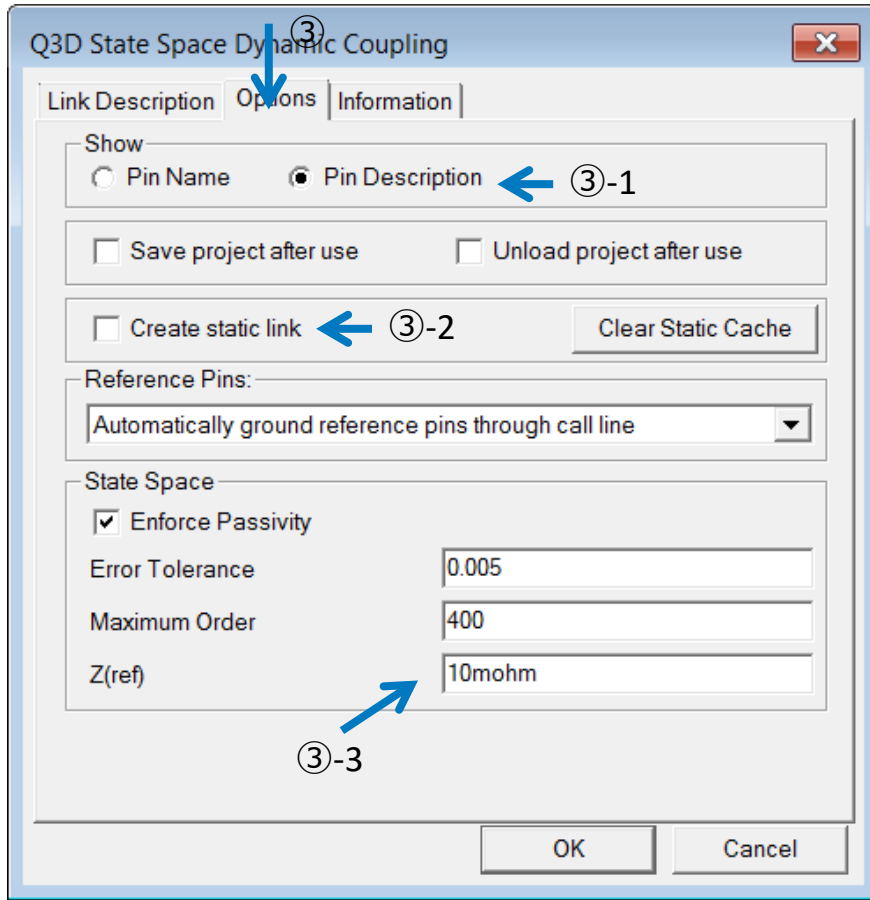 ③
Q3D State Space Dynamic Coupling
Link Description Options Information
Show
Pin Name Pin Description ③-1
Save project after use Unload project after use
Create static link ③-2 Clear Static Cache
Reference Pins:
Automatically ground reference pins through call line
State Space
Enforce Passivity
Error Tolerance 0.005
Maximum Order 400
Z(ref) 10mohm
③-3
OK Cancel